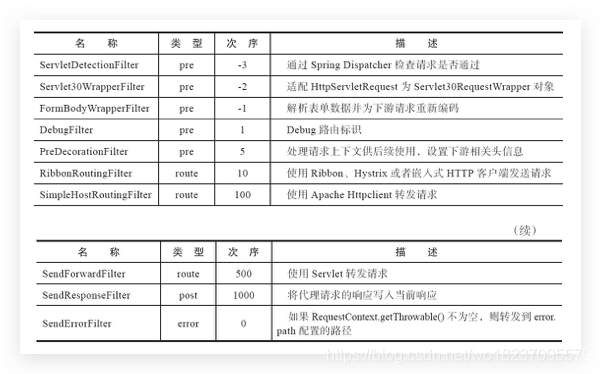 名 称 类 型 次 序 描 述
ServletDetectionFilter pre -3 通过 Spring Dispatcher 检查请求是否通过
Servlet30WrapperFilter pre -2 适配 HttpServletRequest 为 Servlet30RequestWrapper 对象
FormBodyWrapperFilter pre -1 解析表单数据并为下游请求重新编码
DebugFilter pre 1 Debug 路由标识
PreDecorationFilter pre 5 处理请求上下文供后续使用，设置下游相关头信息
RibbonRoutingFilter route 10 使用 Ribbon、Hystrix 或者嵌入式 HTTP 客户端发送请求
SimpleHostRoutingFilter route 100 使用 Apache Httpclient 转发请求
（续）
名 称 类 型 次 序 描 述
SendForwardFilter route 500 使用 Servlet 转发请求
SendResponseFilter post 1000 将代理请求的响应写入当前响应
SendErrorFilter error 0 如果 RequestContext.getThrowable() 不为空，则转发到 error.
path 配置的路径